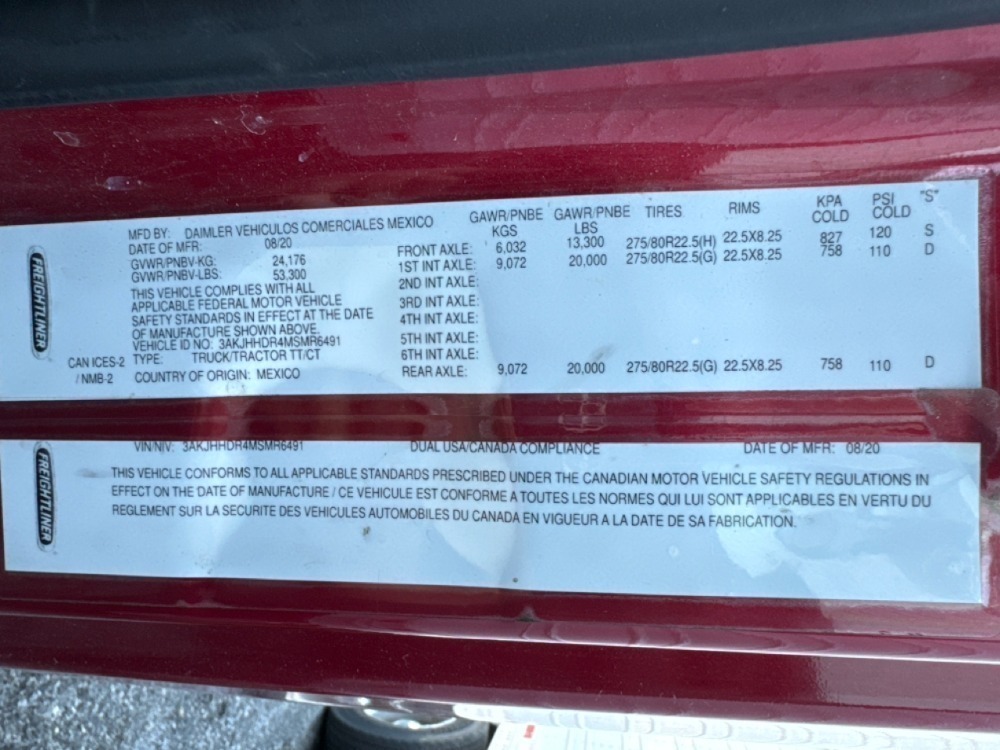 FREIGHTLINER
MFD BY: DAIMLER VEHICULOS COMERCIALES MEXICO
DATE OF MFR: 08/20
GVWR/PNBV-KG: 24,176
GVWR/PNBV-LBS: 53,300
THIS VEHICLE COMPLIES WITH ALL
APPLICABLE FEDERAL MOTOR VEHICLE
SAFETY STANDARDS IN EFFECT AT THE DATE
OF MANUFACTURE SHOWN ABOVE.
VEHICLE ID NO: 3AKJHHDR4MSMR6491
CAN ICES-2 TYPE: TRUCK/TRACTOR TT/CT
/ NMB-2 COUNTRY OF ORIGIN: MEXICO
GAWR/PNBE GAWR/PNBE TIRES RIMS KPA PSI "S"
KGS LBS COLD COLD
FRONT AXLE: 6,032 13,300 275/80R22.5(H) 22.5X8.25 827 120 S
1ST INT AXLE: 9,072 20,000 275/80R22.5(G) 22.5X8.25 758 110 D
2ND INT AXLE:
3RD INT AXLE:
4TH INT AXLE:
5TH INT AXLE:
6TH INT AXLE:
REAR AXLE: 9,072 20,000 275/80R22.5(G) 22.5X8.25 758 110 D
FREIGHTLINER
VIN/NIV: 3AKJHHDR4MSMR6491 DUAL USA/CANADA COMPLIANCE DATE OF MFR: 08/20
THIS VEHICLE CONFORMS TO ALL APPLICABLE STANDARDS PRESCRIBED UNDER THE CANADIAN MOTOR VEHICLE SAFETY REGULATIONS IN
EFFECT ON THE DATE OF MANUFACTURE / CE VEHICULE EST CONFORME A TOUTES LES NORMES QUI LUI SONT APPLICABLES EN VERTU DU
REGLEMENT SUR LA SECURITE DES VEHICULES AUTOMOBILES DU CANADA EN VIGUEUR A LA DATE DE SA FABRICATION.